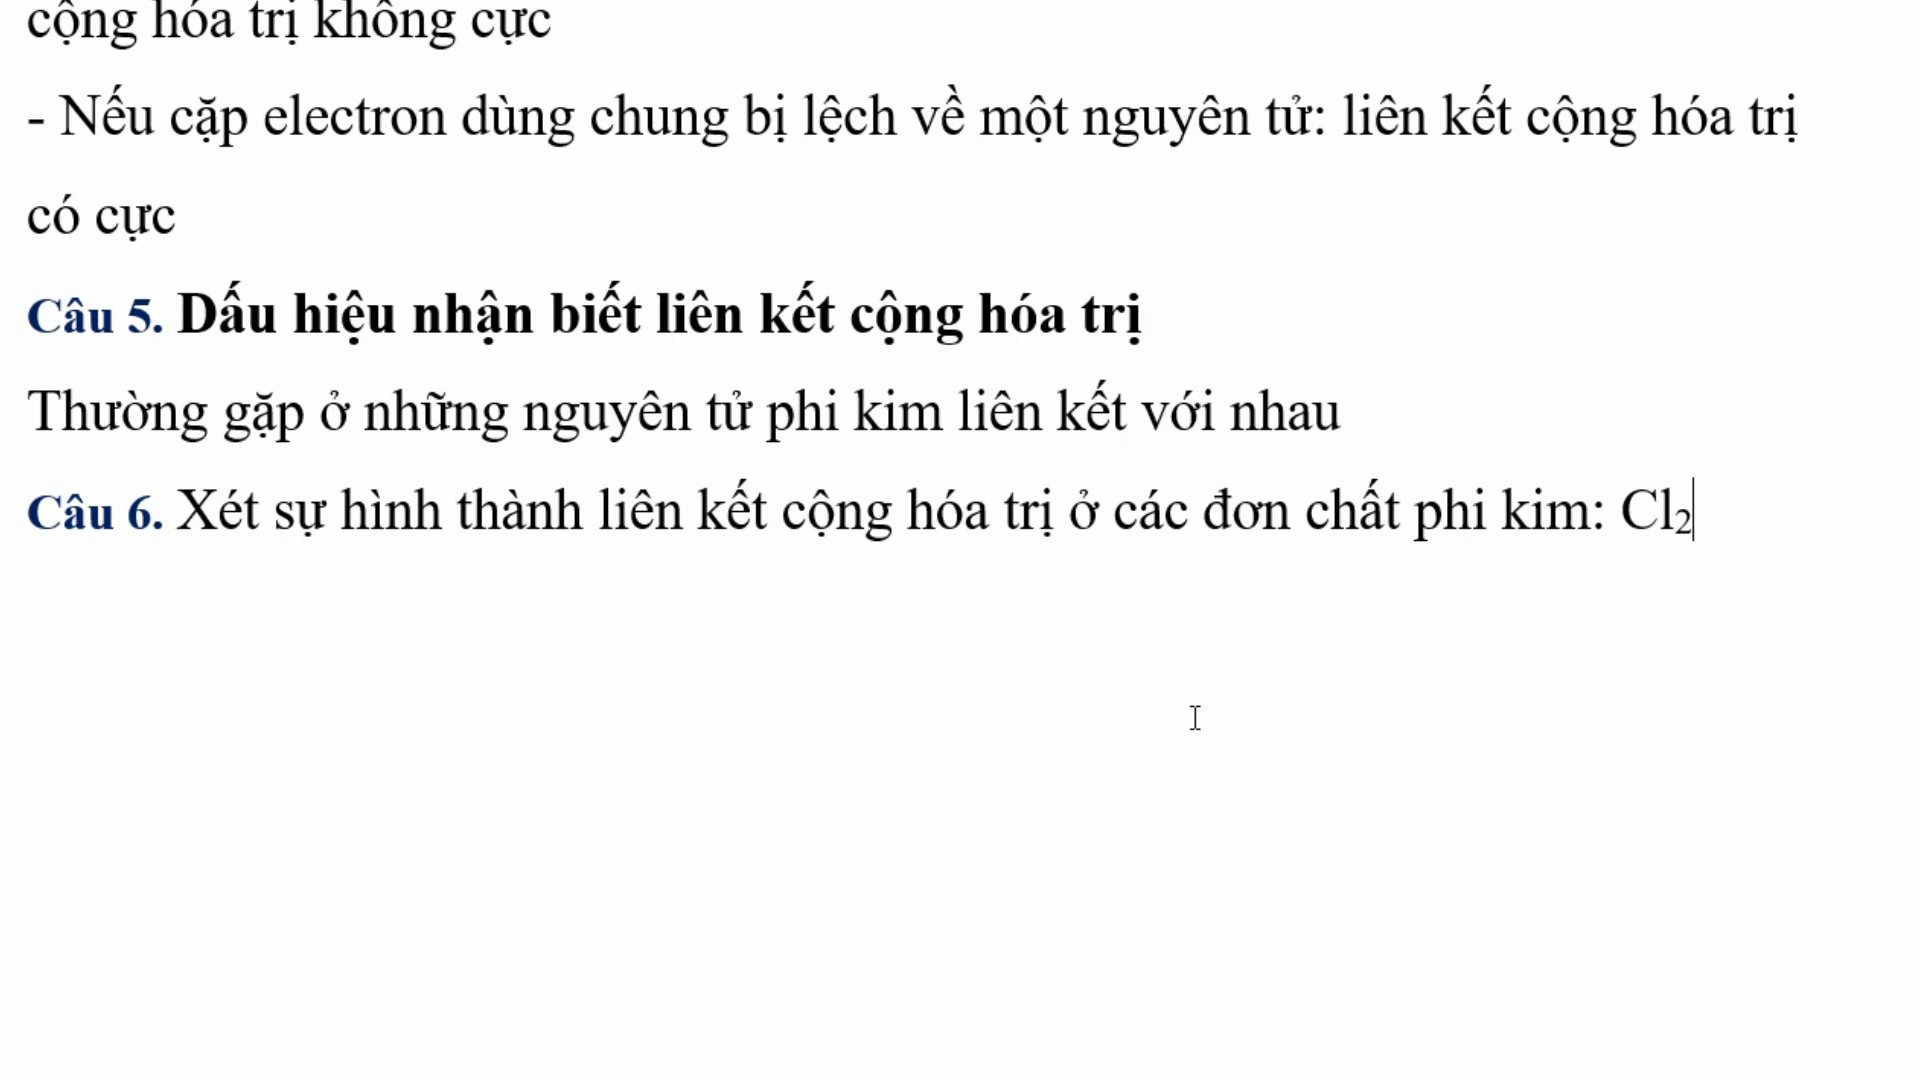 cộng hóa trị không cực
- Nếu cặp electron dùng chung bị lệch về một nguyên tử: liên kết cộng hóa trị
có cực
Câu 5. Dấu hiệu nhận biết liên kết cộng hóa trị
Thường gặp ở những nguyên tử phi kim liên kết với nhau
Câu 6. Xét sự hình thành liên kết cộng hóa trị ở các đơn chất phi kim: Cl₂